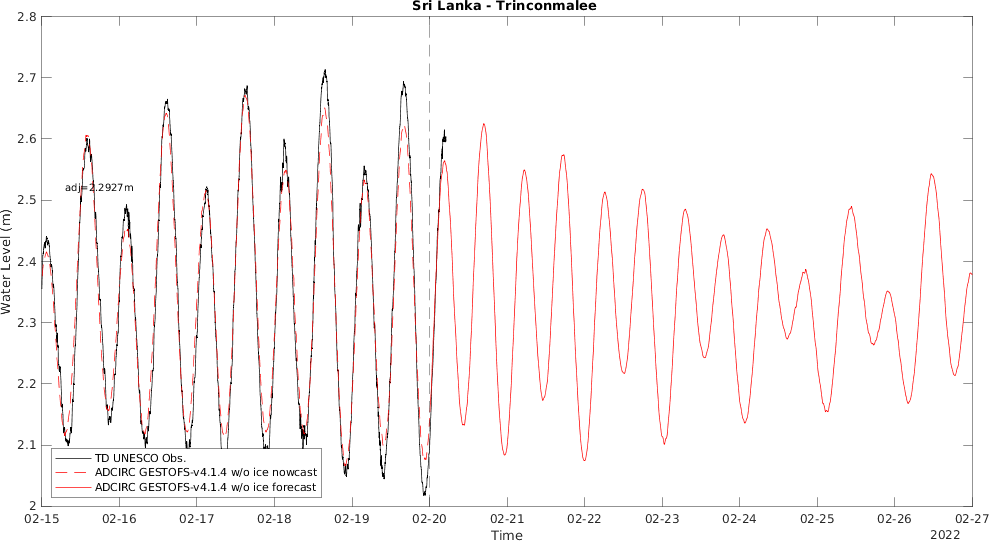 Sri Lanka - Trinconmalee
2.8
2.7
2.6
2.5
2.4
2.3
2.2
2.1
2
Water Level (m)
adj=2.2927m
TD UNESCO Obs.
ADCIRC GESTOFS-v4.1.4 w/o ice nowcast
ADCIRC GESTOFS-v4.1.4 w/o ice forecast
02-15 02-16 02-17 02-18 02-19 02-20 02-21 02-22 02-23 02-24 02-25 02-26 02-27
Time
2022